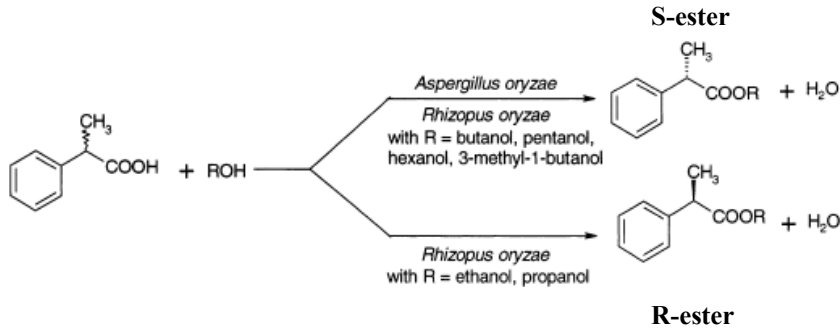 S-ester
CH3
COOR + H2O
Aspergillus oryzae
Rhizopus oryzae
with R = butanol, pentanol,
hexanol, 3-methyl-1-butanol
CH3
COOH + ROH
CH3
COOR + H2O
Rhizopus oryzae
with R = ethanol, propanol
R-ester